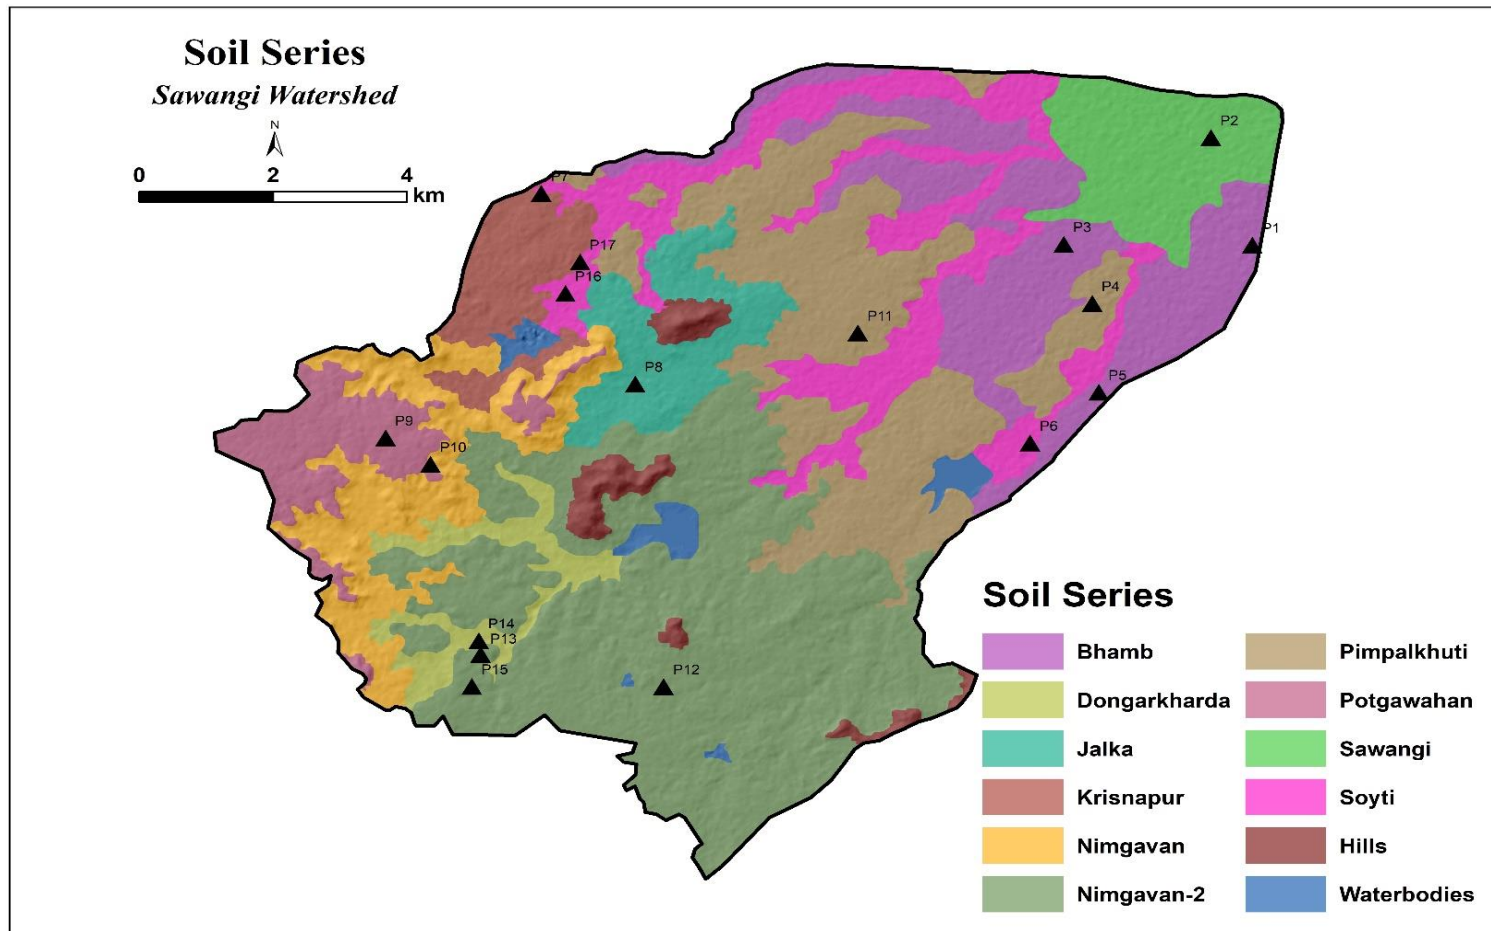 Soil Series
Sawangi Watershed
N
0 2 4
km
P2
P7
P1
P3
P17
P16
P4
P11
P8
P5
P9
P6
P10
P14
P13
P15
P12
Soil Series
Bhamb
Dongarkharda
Jalka
Krisnapur
Nimgavan
Nimgavan-2
Pimpalkhuti
Potgawahan
Sawangi
Soyti
Hills
Waterbodies